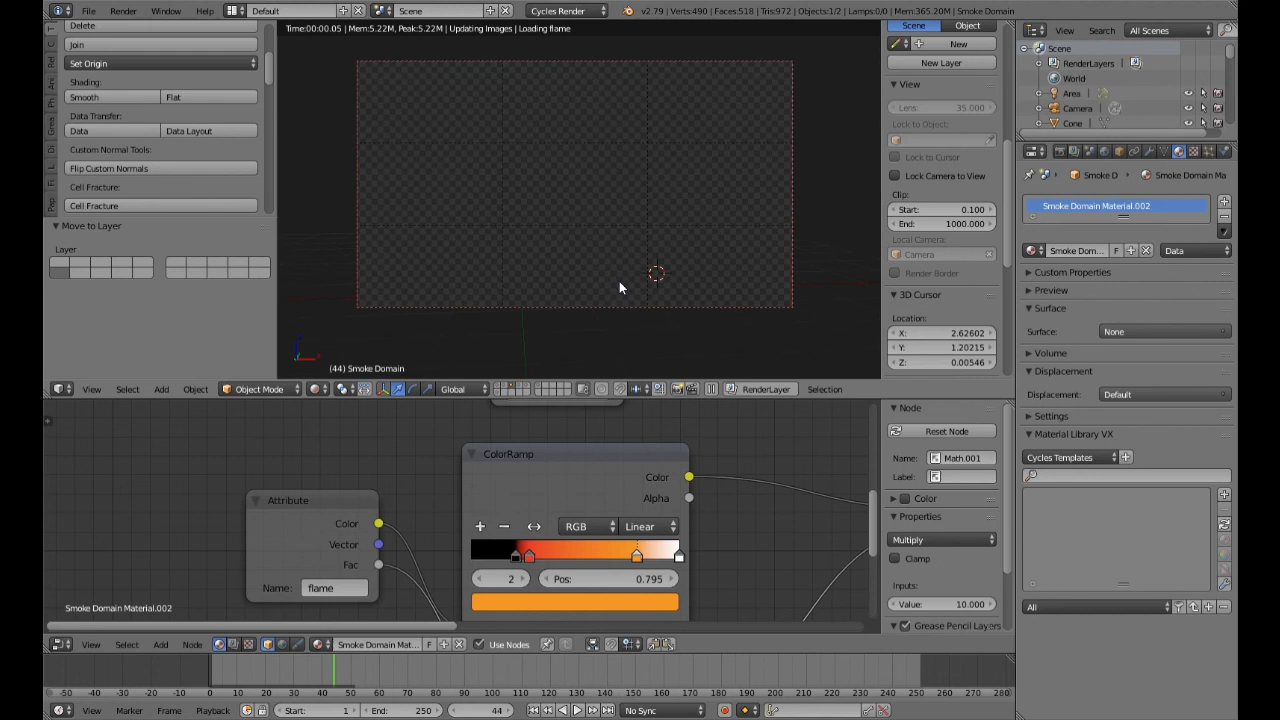 File Render Window Help Default Scene Cycles Render v2.79 | Verts:490 | Faces:518 | Tris:972 | Objects:1/2 | Lamps:0/0 | Mem:365.20M | Smoke Domain
Delete
Join
Set Origin
Shading:
Smooth Flat
Data Transfer:
Data Data Layout
Custom Normal Tools:
Flip Custom Normals
Cell Fracture:
Cell Fracture
Move to Layer
Layer
Time:00:00.05 | Mem:5.22M, Peak:5.22M | Updating Images | Loading flame
(44) Smoke Domain
View Select Add Object Object Mode Global RenderLayer Selection
Scene Object
New
New Layer
View
Lens: 35.000
Lock to Object:
Lock to Cursor
Lock Camera to View
Clip:
Start: 0.100
End: 1000.000
Local Camera:
Camera
Render Border
3D Cursor
Location:
X: 2.62602
Y: 1.20215
Z: 0.00546
View Search All Scenes
Scene
RenderLayers
World
Area
Camera
Cone
Smoke D Smoke Domain Ma
Smoke Domain Material.002
Smoke Dom... F Data
Custom Properties
Preview
Surface
Surface: None
Volume
Displacement
Displacement: Default
Settings
Material Library VX
Cycles Templates
All
Attribute
Color
Vector
Fac
Name: flame
ColorRamp
Color
Alpha
RGB Linear
2 Pos: 0.795
Smoke Domain Material.002
Node
Reset Node
Name: Math.001
Label:
Color
Properties
Multiply
Clamp
Inputs:
Value: 10.000
Grease Pencil Layers
View Select Add Node Smoke Domain Mat... F Use Nodes
-50 -40 -30 -20 -10 0 10 20 30 40 50 60 70 80 90 100 110 120 130 140 150 160 170 180 190 200 210 220 230 240 250 260 270 280
View Marker Frame Playback Start: 1 End: 250 44 No Sync